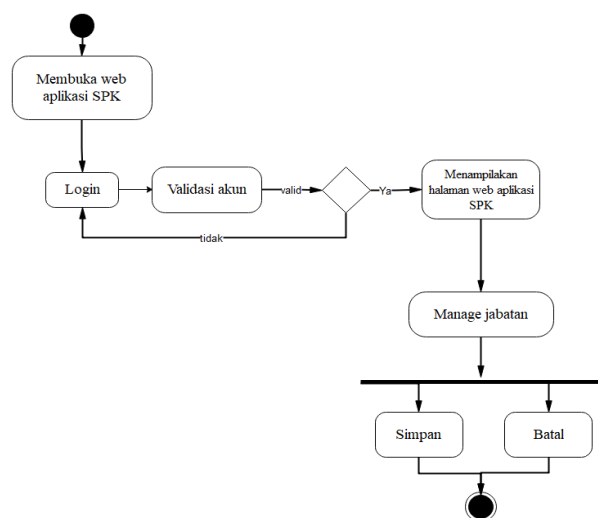 Membuka web
aplikasi SPK
Login
Validasi akun
valid
Ya
Menampilakan
halaman web aplikasi
SPK
tidak
Manage jabatan
Simpan
Batal